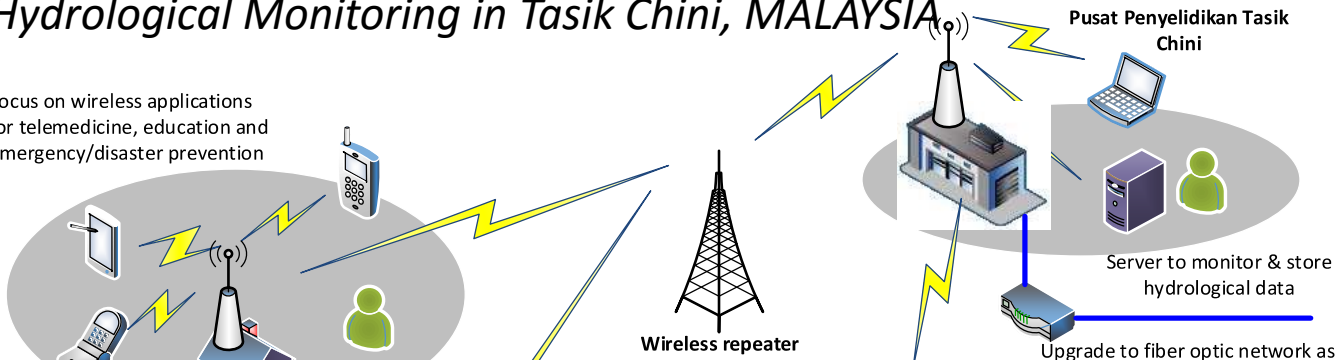 Hydrological Monitoring in Tasik Chini, MALAYSIA
Pusat Penyelidikan Tasik
Chini
ocus on wireless applications
or telemedicine, education and
mergency/disaster prevention
Server to monitor & store
hydrological data
Wireless repeater
Upgrade to fiber optic network as